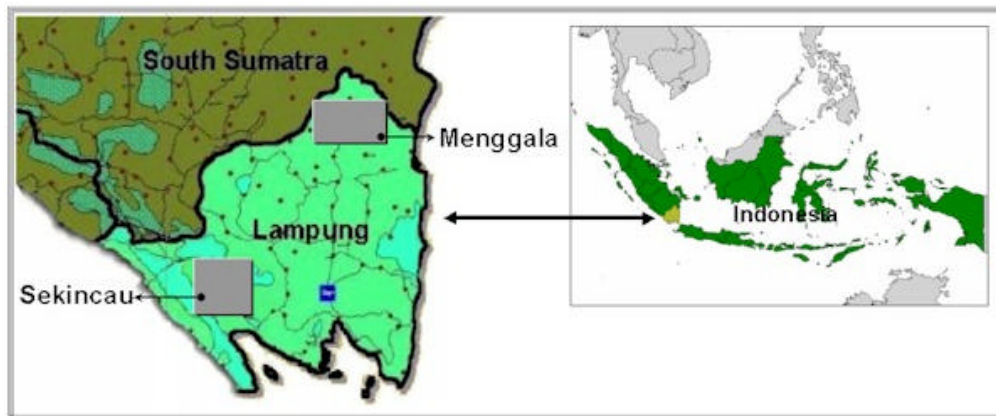 South Sumatra
Menggala
Lampung
Sekincau
Indonesia